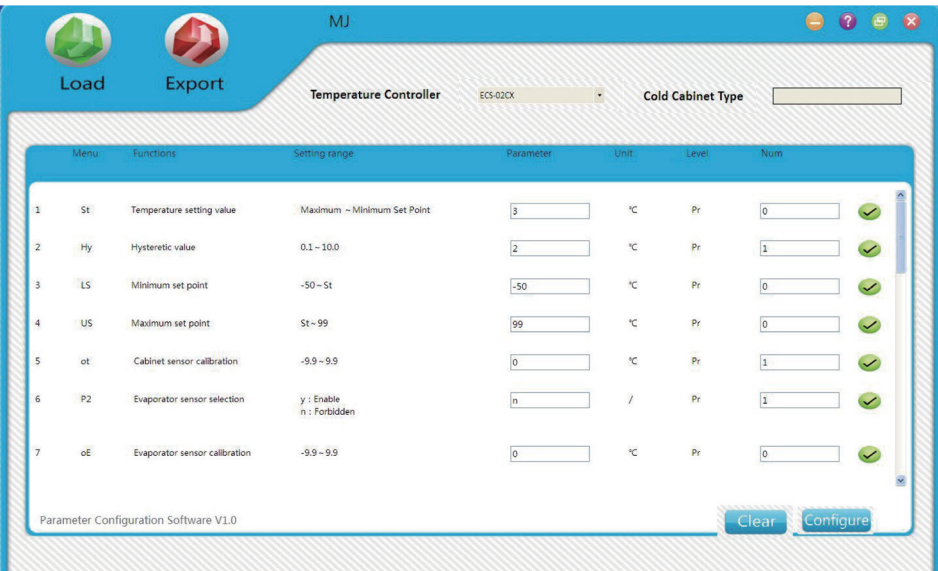 MJ
?
Load Export
Temperature Controller ECS-02CX Cold Cabinet Type
Menu Functions Setting range Parameter Unit Level Num
1 St Temperature setting value Maximum ~ Minimum Set Point 3 ℃ Pr 0
2 Hy Hysteretic value 0.1 ~ 10.0 2 ℃ Pr 1
3 LS Minimum set point -50 ~ St -50 ℃ Pr 0
4 US Maximum set point St ~ 99 99 ℃ Pr 0
5 ot Cabinet sensor calibration -9.9 ~ 9.9 0 ℃ Pr 1
6 P2 Evaporator sensor selection y : Enable n / Pr 1
n : Forbidden
7 oE Evaporator sensor calibration -9.9 ~ 9.9 0 ℃ Pr 0
Parameter Configuration Software V1.0
Clear Configure